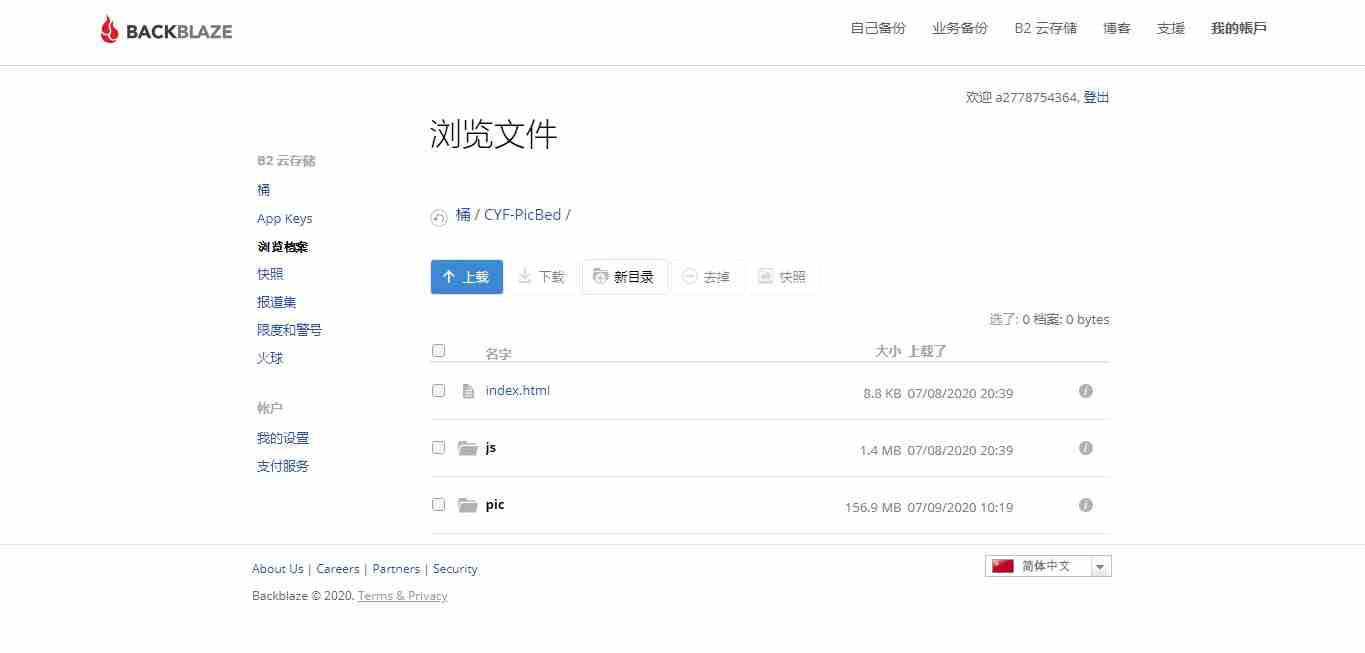 BACKBLAZE
自己备份 业务备份 B2 云存储 博客 支援 我的帳戶
欢迎 a2778754364, 登出
浏览文件
B2 云存储
桶
App Keys
浏览档案
快照
报道集
限度和警号
火球
帐户
我的设置
支付服务
桶 / CYF-PicBed /
上载 下载 新目录 去掉 快照
选了: 0 档案: 0 bytes
名字 大小 上载了
index.html 8.8 KB 07/08/2020 20:39
js 1.4 MB 07/08/2020 20:39
pic 156.9 MB 07/09/2020 10:19
About Us | Careers | Partners | Security
简体中文
Backblaze © 2020. Terms & Privacy